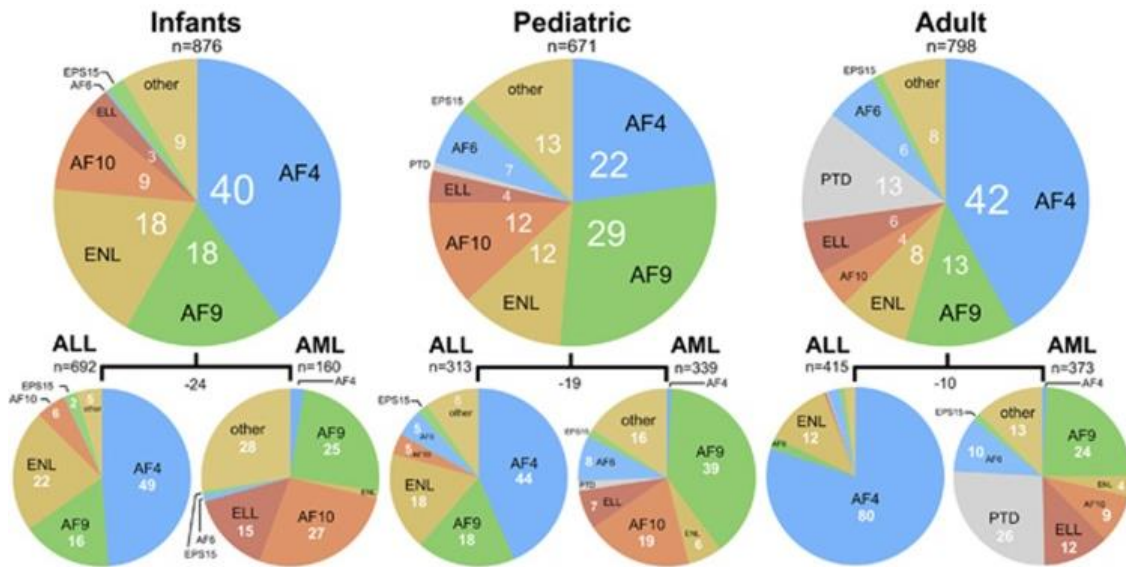 Infants
n=876
EPS15
AF6
other
9
ELL
3
AF10
9
40
AF4
ENL
18
18
AF9
Pediatric
n=671
EPS15
other
13
AF6
7
PTD
ELL
4
AF10
12
12
ENL
AF4
22
29
AF9
Adult
n=798
EPS15
other
8
AF6
6
PTD
13
ELL
6
AF10
4
ENL
8
13
AF9
42
AF4
ALL
n=692
-24
AML
n=160
EPS15
2
other
5
AF10
6
ENL
22
AF9
16
AF4
49
AF4
other
28
AF9
25
ENL
AF10
27
ELL
15
AF6
EPS15
ALL
n=313
-19
AML
n=339
EPS15
other
5
AF6
5
AF10
ENL
18
AF9
18
AF4
44
AF4
EPS15
other
16
8
AF6
PTD
ELL
7
AF10
19
ENL
6
AF9
39
ALL
n=415
-10
AML
n=373
ENL
12
AF4
80
AF4
EPS15
other
13
10
AF6
PTD
26
AF9
24
ENL
4
AF10
9
ELL
12